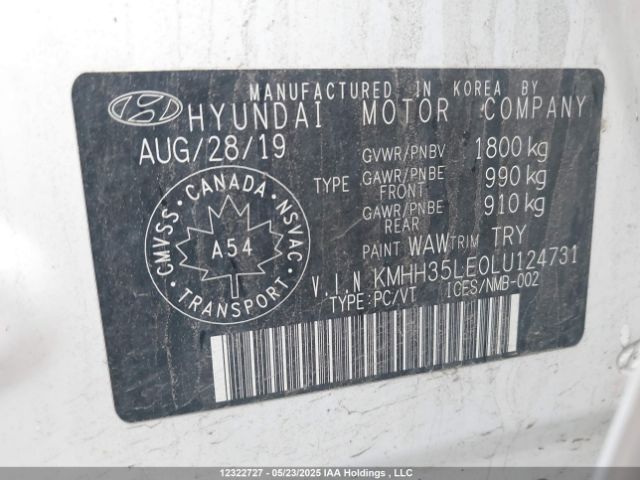 MANUFACTURED IN KOREA BY
HYUNDAI MOTOR COMPANY
AUG/28/19
GVWR/PNBV 1800 kg
TYPE GAWR/PNBE FRONT 990 kg
GAWR/PNBE REAR 910 kg
PAINT WAW TRIM TRY
CMVSS · CANADA · NSVAC · TRANSPORT ·
A54
V.I.N KMHH35LE0LU124731
TYPE:PC/VT ICES/NMB-002
12322727 - 05/23/2025 IAA Holdings , LLC